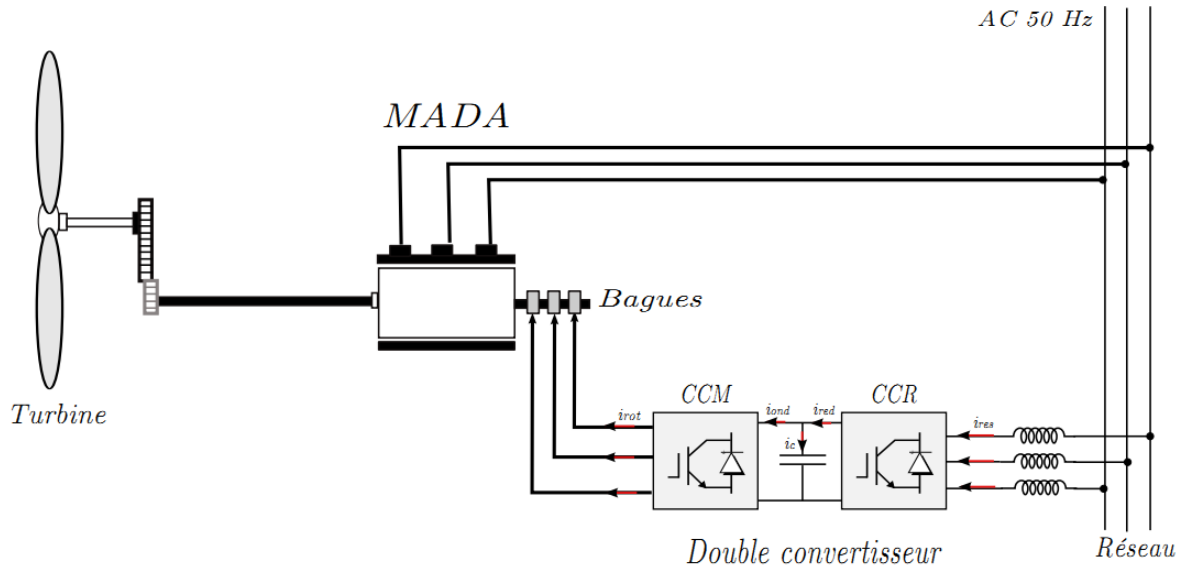 AC 50 Hz
MADA
Bagues
Turbine
CCM
CCR
irot
iond
ired
ires
ic
Double convertisseur
Réseau